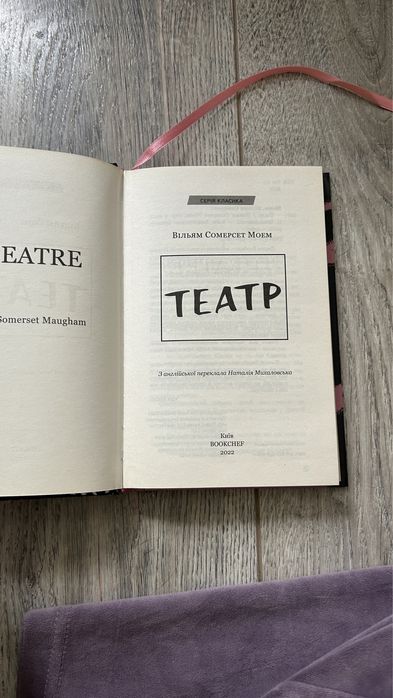 EATRE
Somerset Maugham
СЕРІЯ КЛАСИКА
Вільям Сомерсет Моем
ТЕАТР
З англійської переклала Наталія Михаловська
Київ
BOOKCHEF
2022